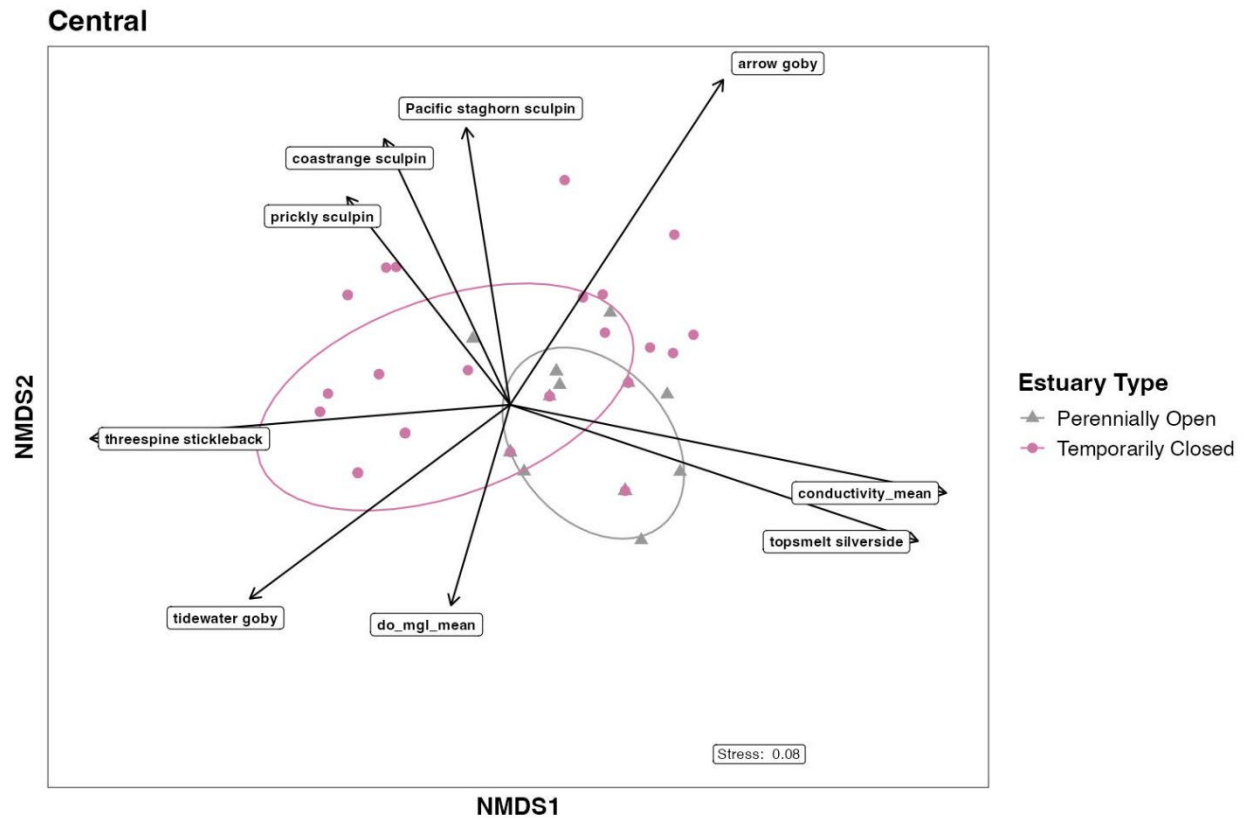 Central
arrow goby
Pacific staghorn sculpin
coastrange sculpin
prickly sculpin
threespine stickleback
conductivity_mean
topsmelt silverside
tidewater goby
do_mgl_mean
Stress: 0.08
NMDS2
NMDS1
Estuary Type
Perennially Open
Temporarily Closed